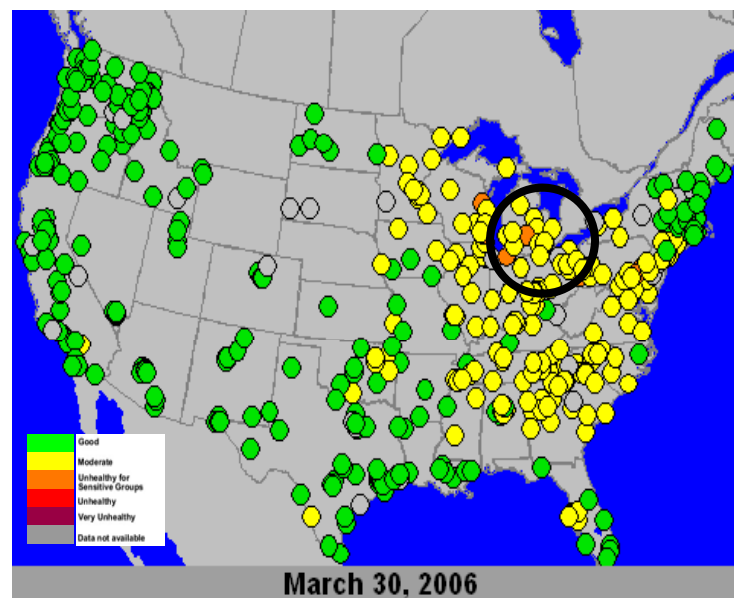 Good
Moderate
Unhealthy for
Sensitive Groups
Unhealthy
Very Unhealthy
Data not available
March 30, 2006